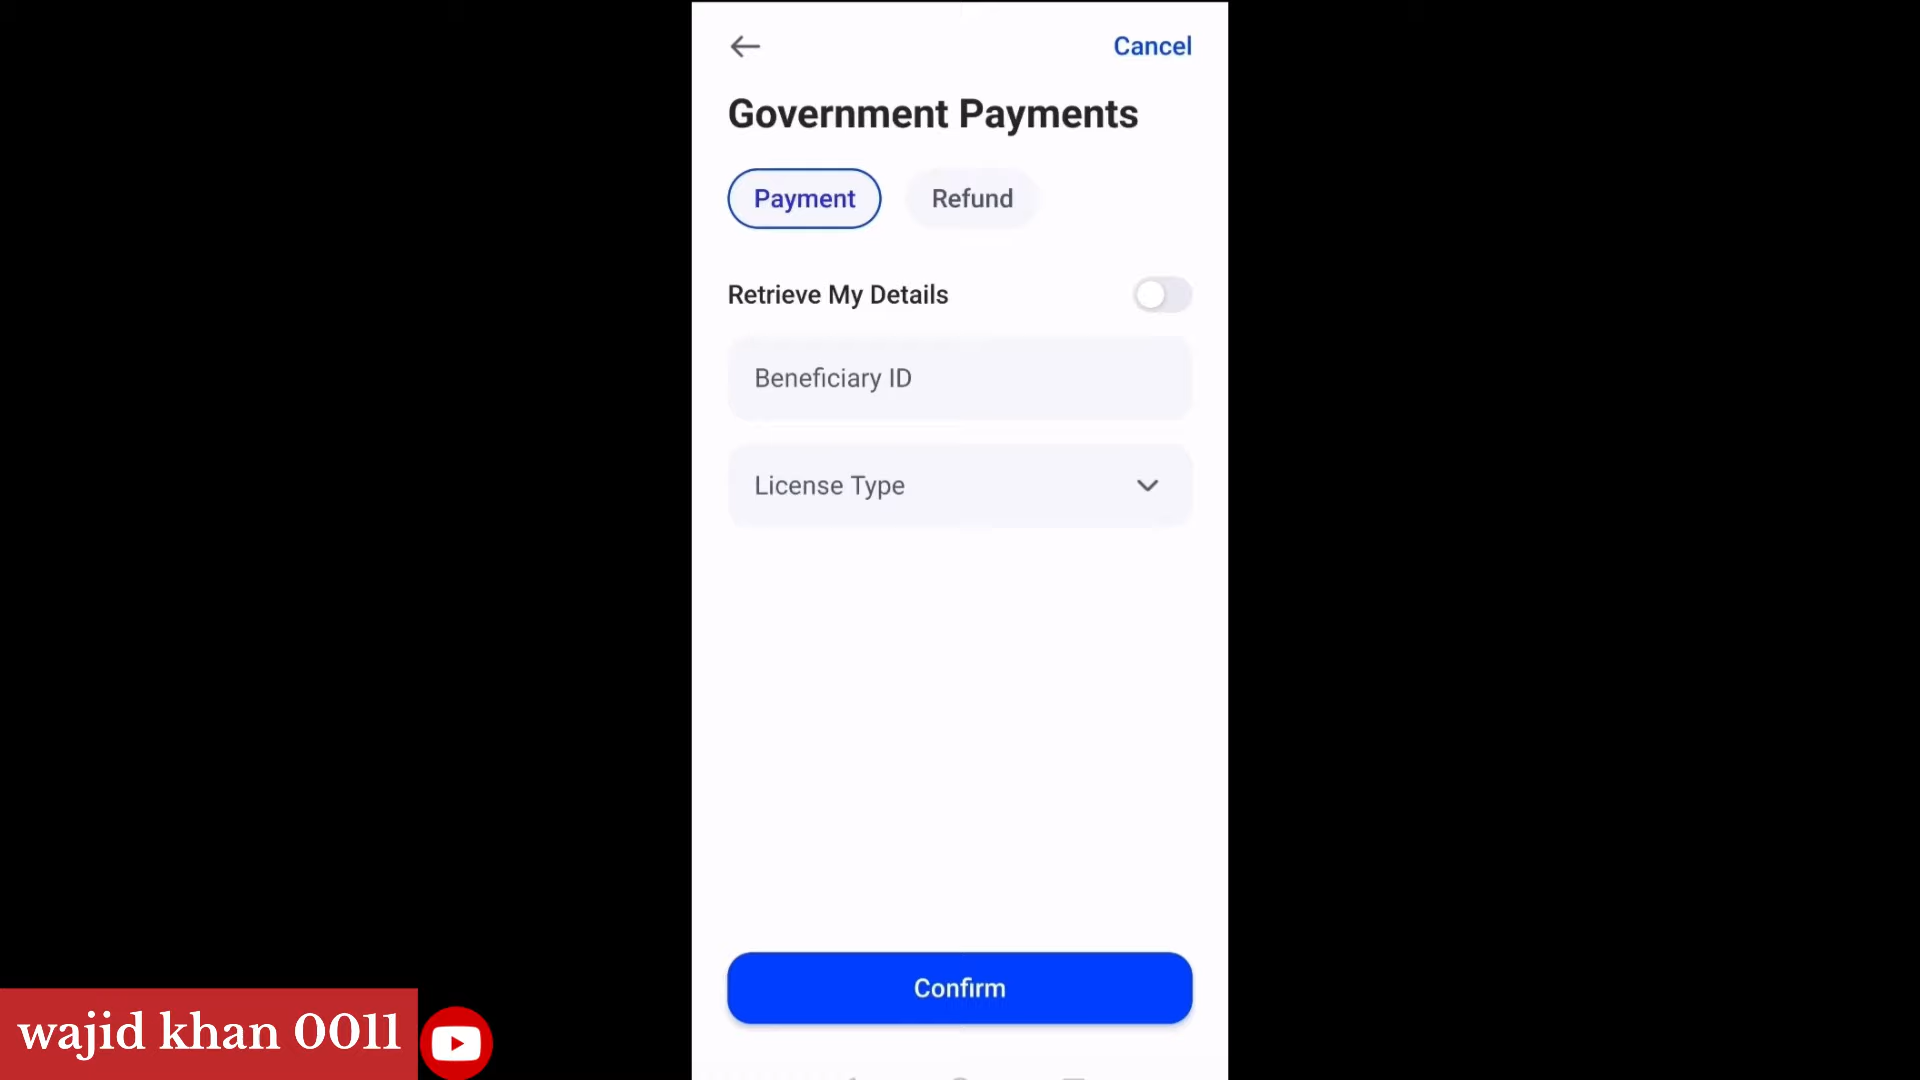 Cancel
Government Payments
Payment
Refund
Retrieve My Details
Beneficiary ID
License Type
Confirm
wajid khan 0011